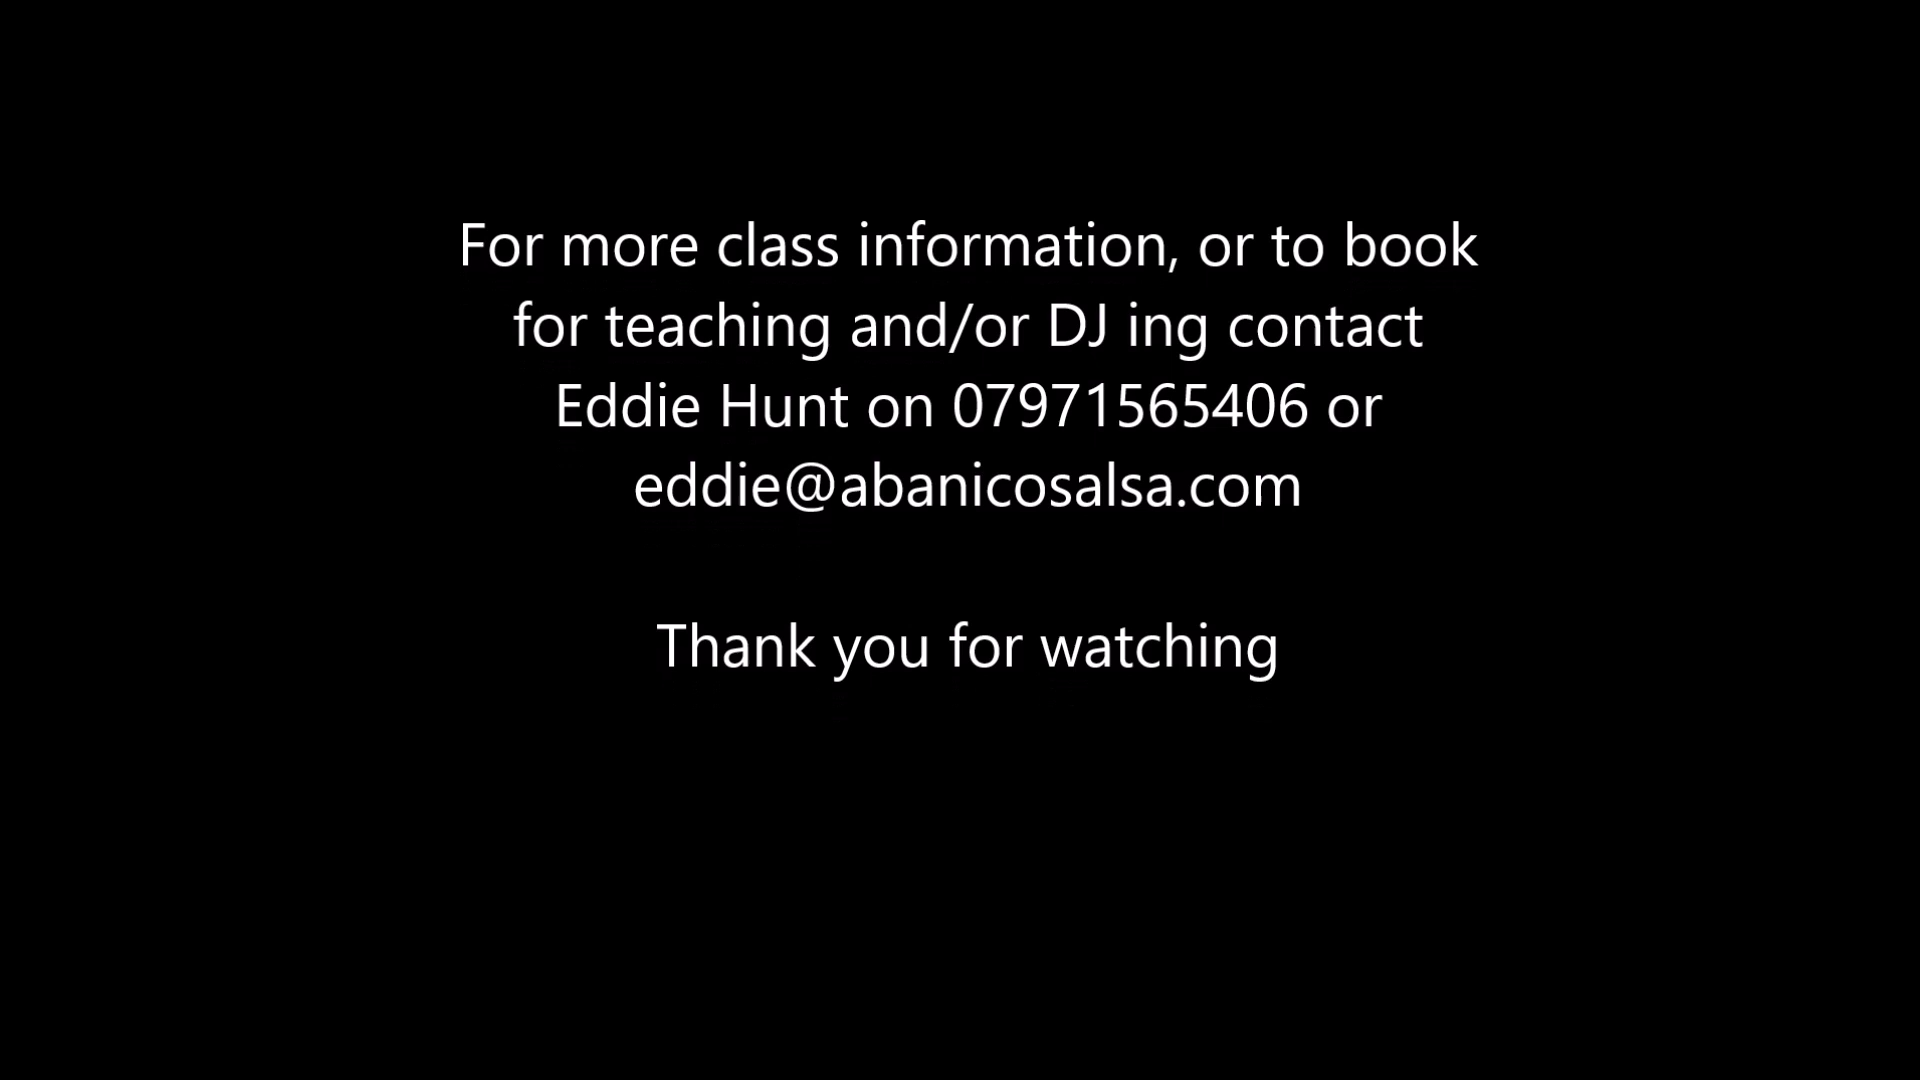 For more class information, or to book
for teaching and/or DJ ing contact
Eddie Hunt on 07971565406 or
eddie@abanicosalsa.com
Thank you for watching